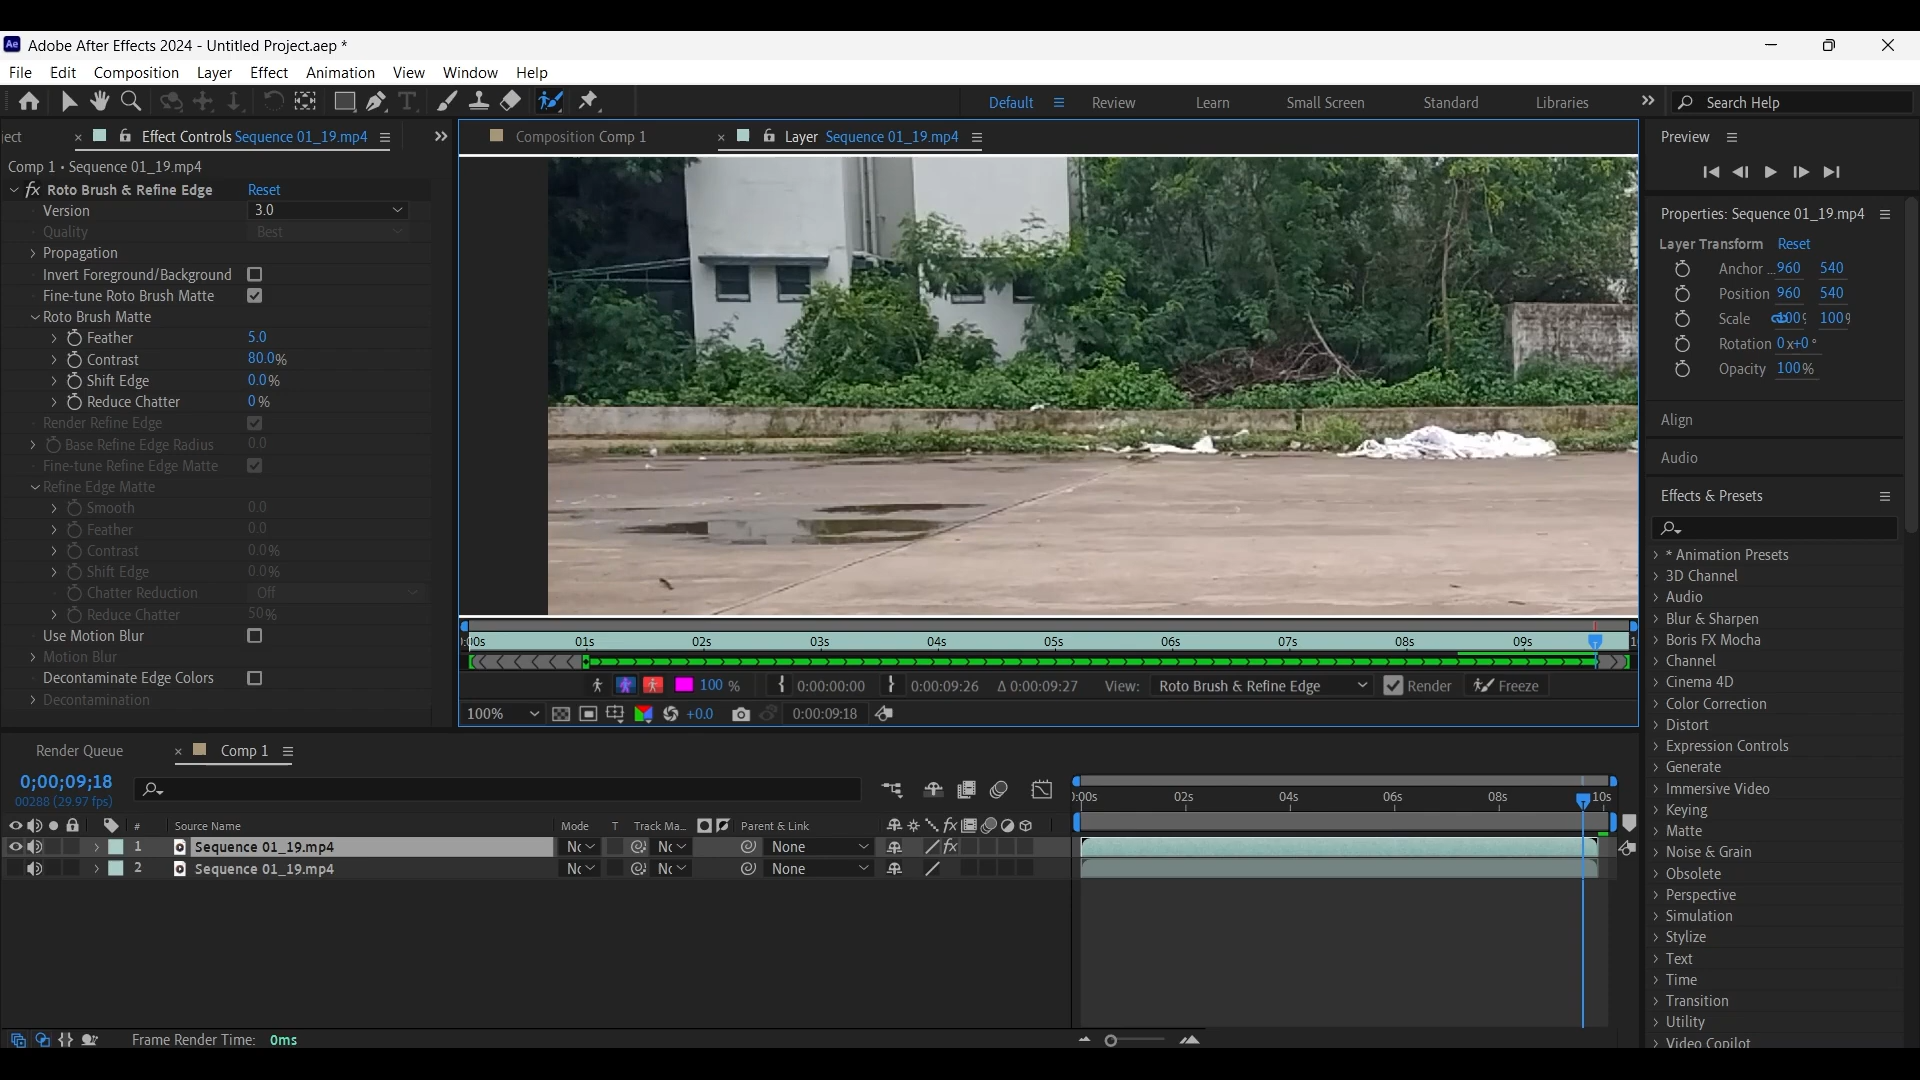 Ae Adobe After Effects 2024 - Untitled Project.aep *
File Edit Composition Layer Effect Animation View Window Help
Default Review Learn Small Screen Standard Libraries Search Help
ject Effect Controls Sequence 01_19.mp4
Composition Comp 1 Layer Sequence 01_19.mp4
Preview
Comp 1 • Sequence 01_19.mp4
fx Roto Brush & Refine Edge Reset
Version 3.0
Quality Best
Propagation
Invert Foreground/Background
Fine-tune Roto Brush Matte
Roto Brush Matte
Feather 5.0
Contrast 80.0%
Shift Edge 0.0%
Reduce Chatter 0%
Render Refine Edge
Base Refine Edge Radius 0.0
Fine-tune Refine Edge Matte
Refine Edge Matte
Smooth 0.0
Feather 0.0
Contrast 0.0%
Shift Edge 0.0%
Chatter Reduction Off
Reduce Chatter 50%
Use Motion Blur
Motion Blur
Decontaminate Edge Colors
Decontamination
:00s 01s 02s 03s 04s 05s 06s 07s 08s 09s 1
100 % 0:00:00:00 0:00:09:26 Δ 0:00:09:27 View: Roto Brush & Refine Edge Render Freeze
100% +0.0 0:00:09:18
Properties: Sequence 01_19.mp4
Layer Transform Reset
Anchor ... 960 540
Position 960 540
Scale 100% 100%
Rotation 0x+0°
Opacity 100%
Align
Audio
Effects & Presets
* Animation Presets
3D Channel
Audio
Blur & Sharpen
Boris FX Mocha
Channel
Cinema 4D
Color Correction
Distort
Expression Controls
Generate
Immersive Video
Keying
Matte
Noise & Grain
Obsolete
Perspective
Simulation
Stylize
Text
Time
Transition
Utility
Video Copilot
Render Queue Comp 1
0;00;09;18
00288 (29.97 fps)
):00s 02s 04s 06s 08s 10s
# Source Name Mode T Track Ma... Parent & Link fx
1 Sequence 01_19.mp4 Nc Nc None fx
2 Sequence 01_19.mp4 Nc Nc None
Frame Render Time: 0ms